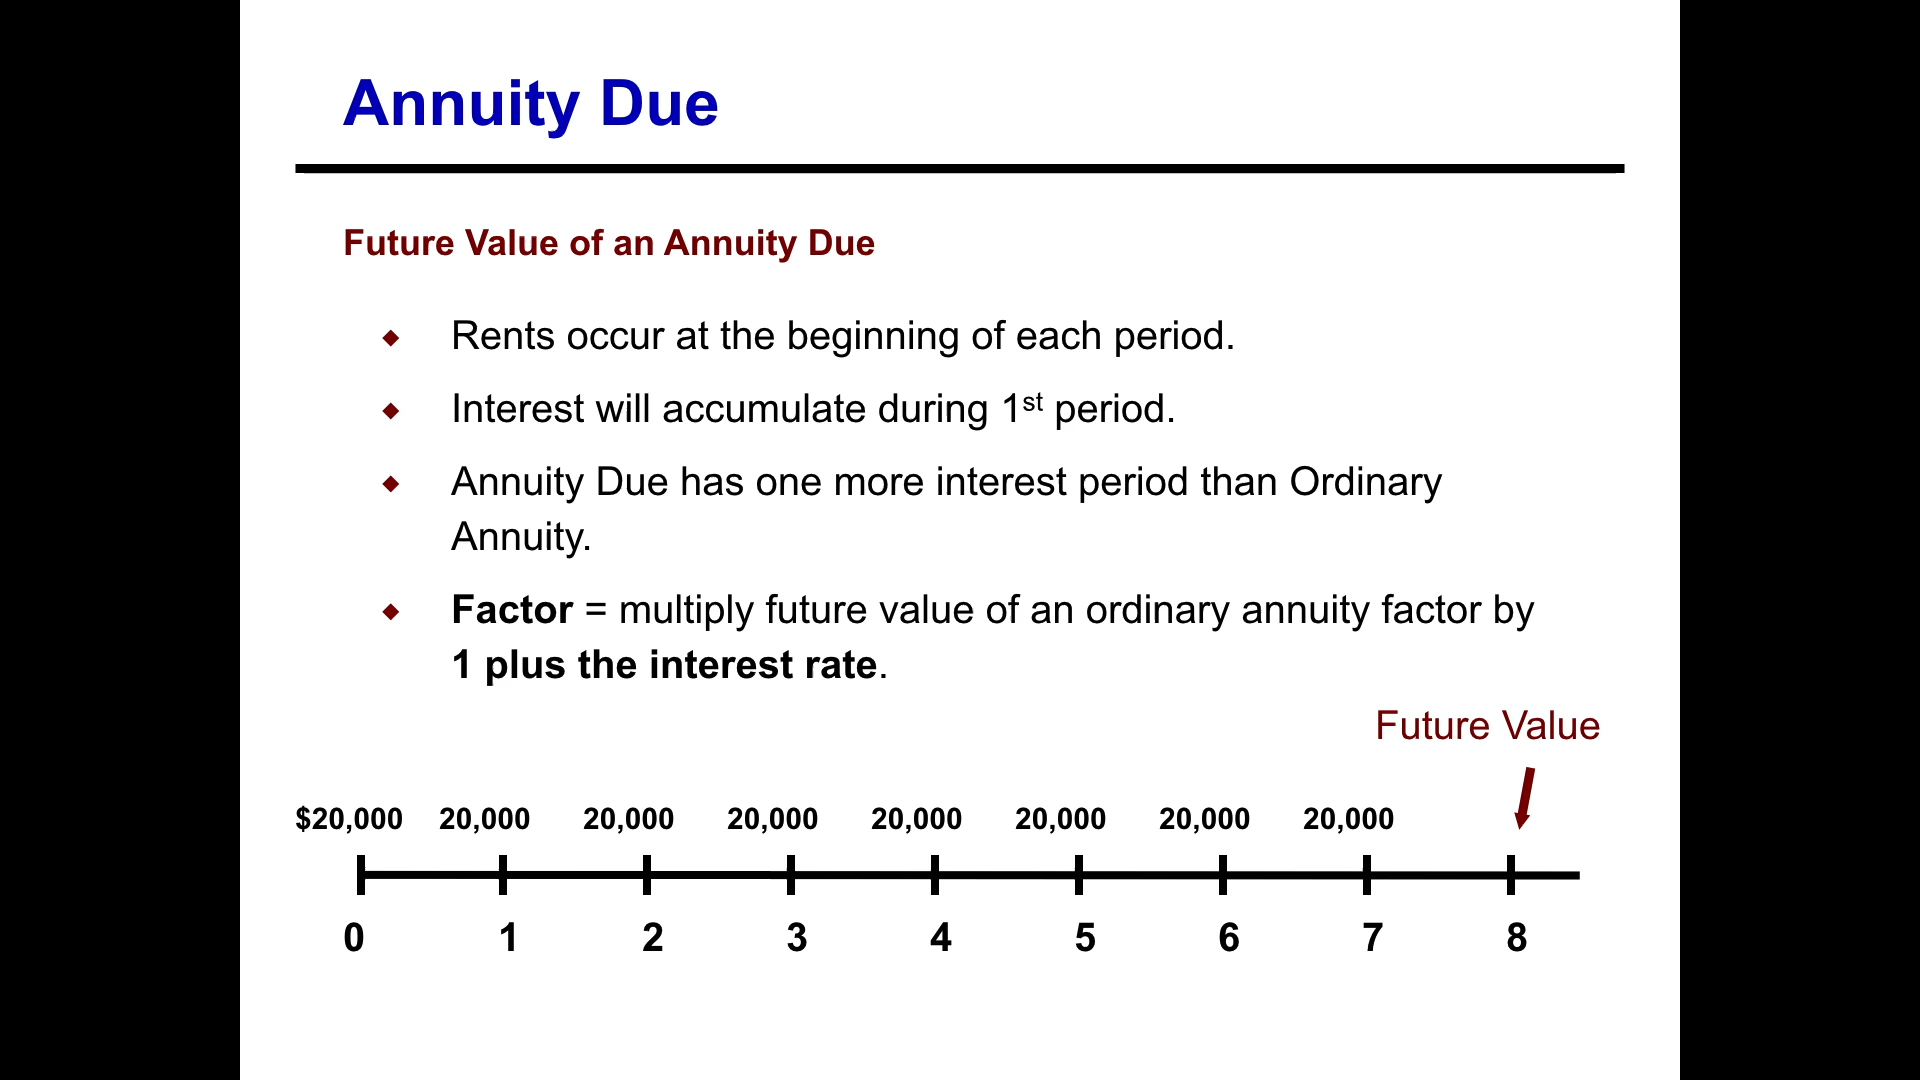 Annuity Due
Future Value of an Annuity Due
◆ Rents occur at the beginning of each period.
◆ Interest will accumulate during 1st period.
◆ Annuity Due has one more interest period than Ordinary
Annuity.
◆ Factor = multiply future value of an ordinary annuity factor by
1 plus the interest rate.
Future Value
$20,000 20,000 20,000 20,000 20,000 20,000 20,000 20,000
0 1 2 3 4 5 6 7 8